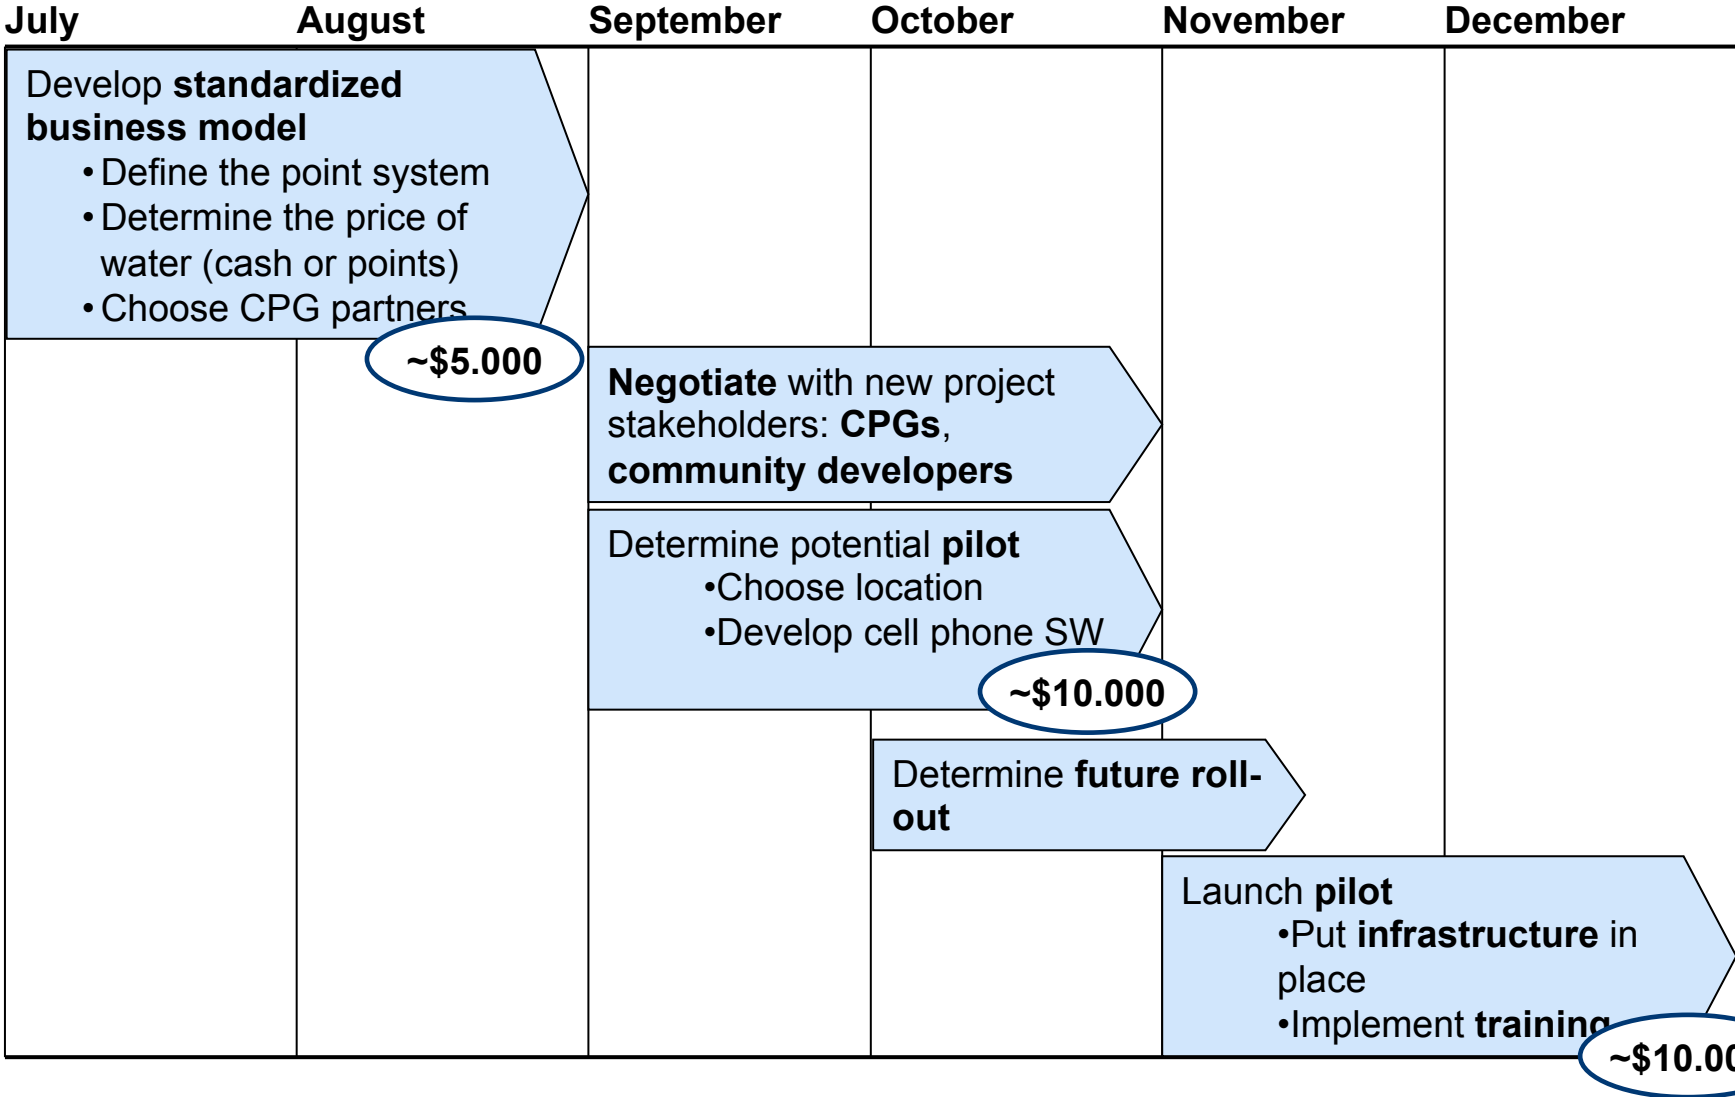 July August September October November December
Develop standardized
business model
•Define the point system
•Determine the price of
water (cash or points)
•Choose CPG partners
~$5.000
Negotiate with new project
stakeholders: CPGs,
community developers
Determine potential pilot
•Choose location
•Develop cell phone SW
~$10.000
Determine future roll-
out
Launch pilot
•Put infrastructure in
place
•Implement training